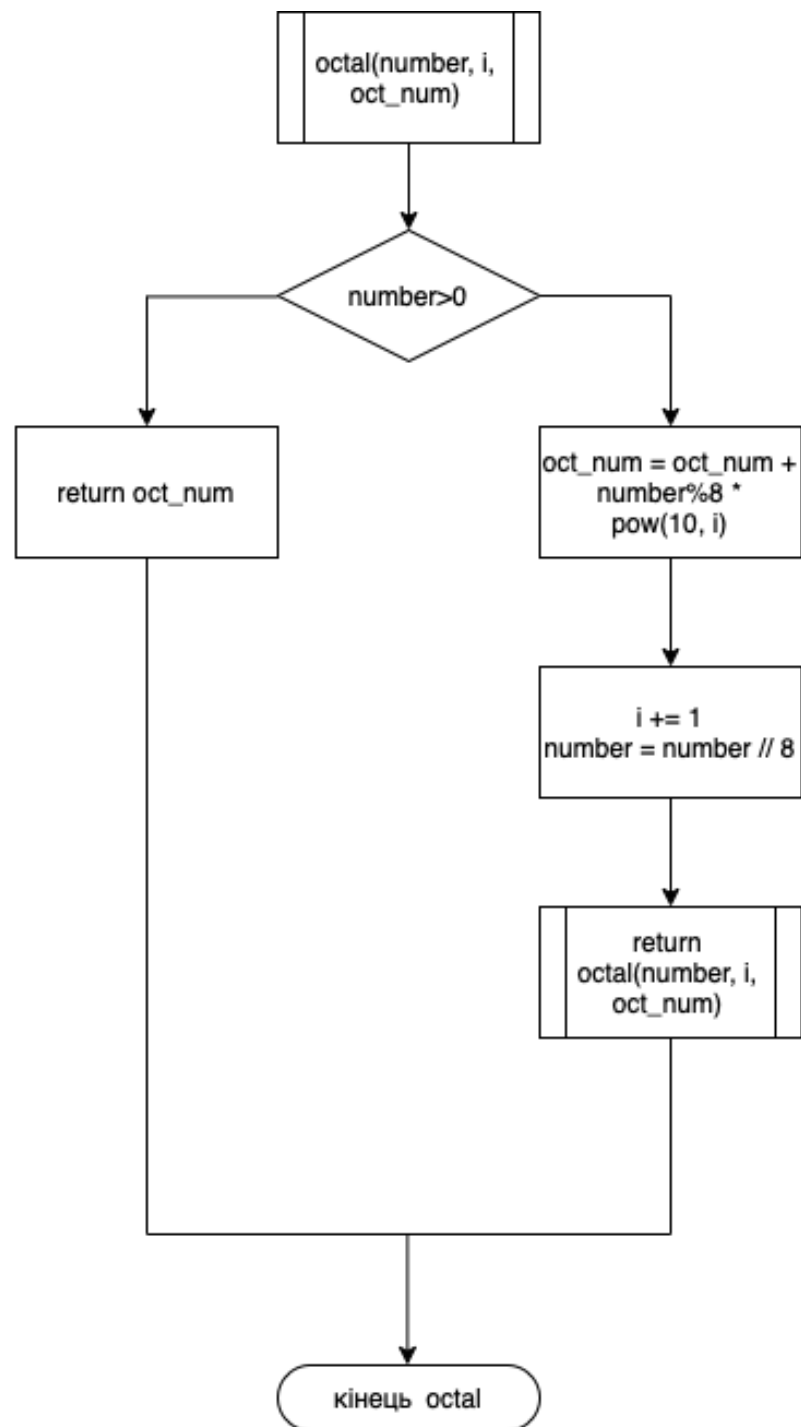 octal(number, i,
oct_num)
number>0
return oct_num
oct_num = oct_num +
number%8 *
pow(10, i)
i += 1
number = number // 8
return
octal(number, i,
oct_num)
кінець octal